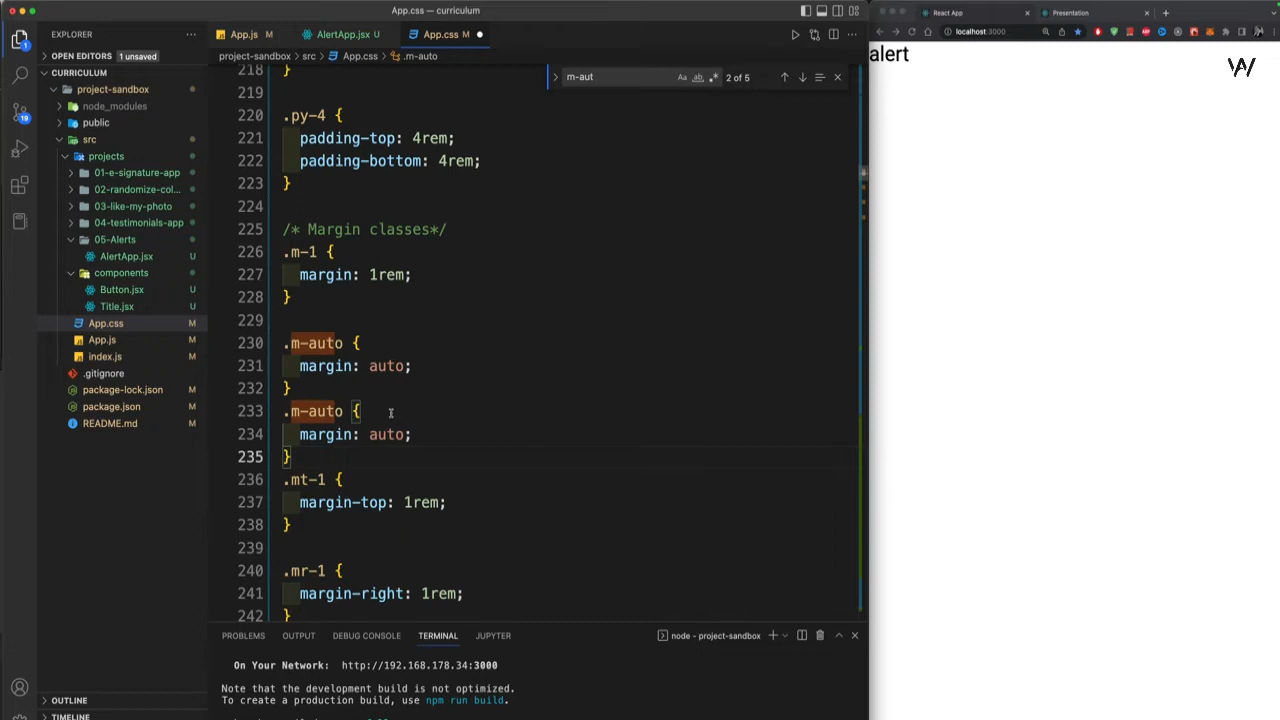 App.css — curriculum
React App
Presentation
EXPLORER
App.js M
AlertApp.jsx U
App.css M
localhost:3000
OPEN EDITORS 1 unsaved
project-sandbox > src > App.css > .m-auto
alert
CURRICULUM
project-sandbox
node_modules
public
src
projects
01-e-signature-app
02-randomize-col...
03-like-my-photo
04-testimonials-app
05-Alerts
AlertApp.jsx U
components
Button.jsx U
Title.jsx U
App.css M
App.js M
index.js M
.gitignore
package-lock.json M
package.json M
README.md M
OUTLINE
TIMELINE
1
19
m-aut
Aa ab
2 of 5
218 }
219
220 .py-4 {
221 padding-top: 4rem;
222 padding-bottom: 4rem;
223 }
224
225 /* Margin classes*/
226 .m-1 {
227 margin: 1rem;
228 }
229
230 .m-auto {
231 margin: auto;
232 }
233 .m-auto {
234 margin: auto;
235 }
236 .mt-1 {
237 margin-top: 1rem;
238 }
239
240 .mr-1 {
241 margin-right: 1rem;
242 }
PROBLEMS OUTPUT DEBUG CONSOLE TERMINAL JUPYTER
node - project-sandbox
On Your Network: http://192.168.178.34:3000
Note that the development build is not optimized.
To create a production build, use npm run build.